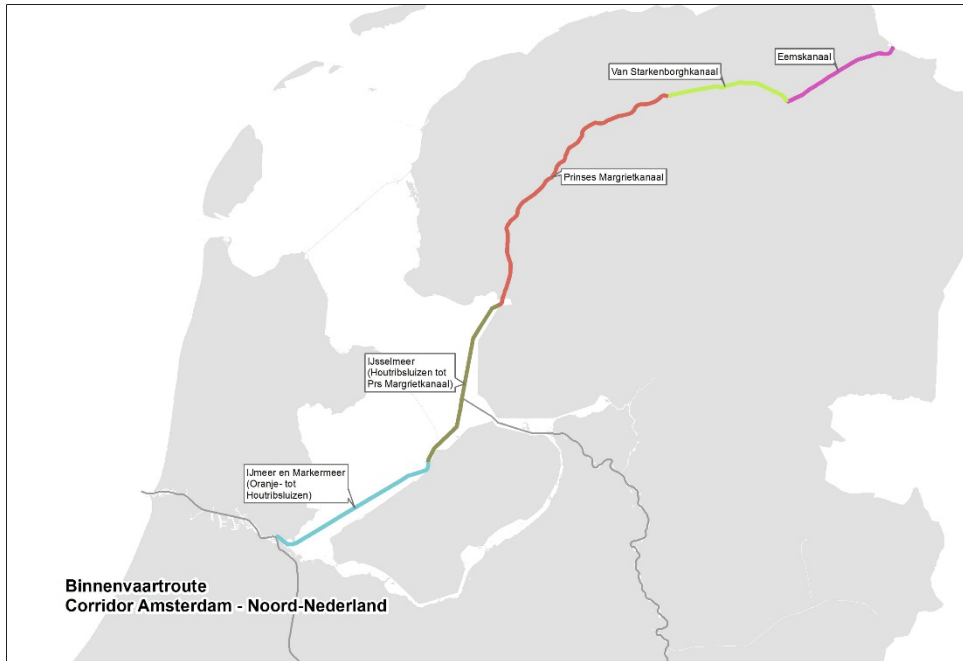 Eemskanaal
Van Starkenborghkanaal
Prinses Margrietkanaal
IJsselmeer
(Houtribsluizen tot
Prs Margrietkanaal)
IJmeer en Markermeer
(Oranje- tot
Houtribsluizen)
Binnenvaartroute
Corridor Amsterdam - Noord-Nederland